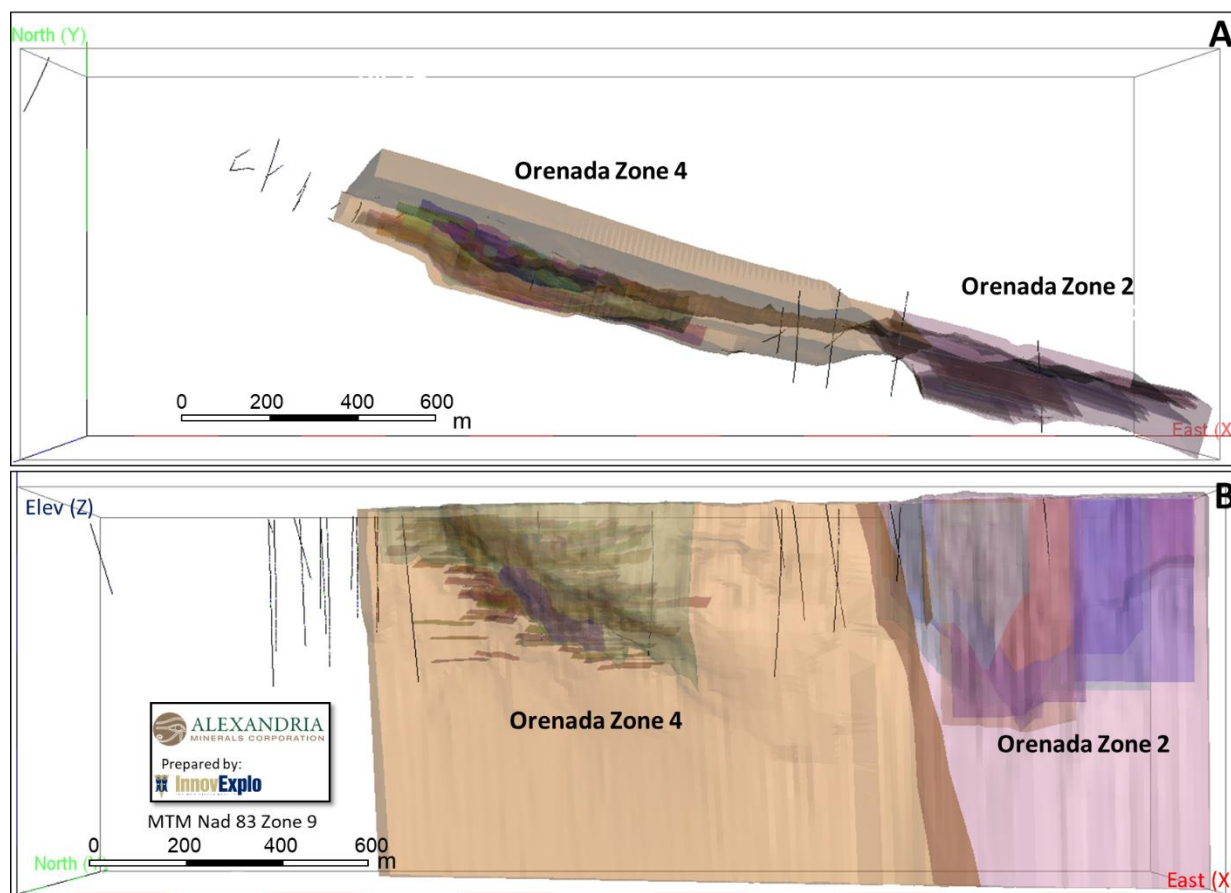 North (Y)
A
Orenada Zone 4
Orenada Zone 2
0 200 400 600
m
East (X
B
Elev (Z)
Orenada Zone 4
Orenada Zone 2
ALEXANDRIA
MINERALS CORPORATION
Prepared by:
InnovExplo
MTM Nad 83 Zone 9
0 200 400 600
m
North (Y)
East (X